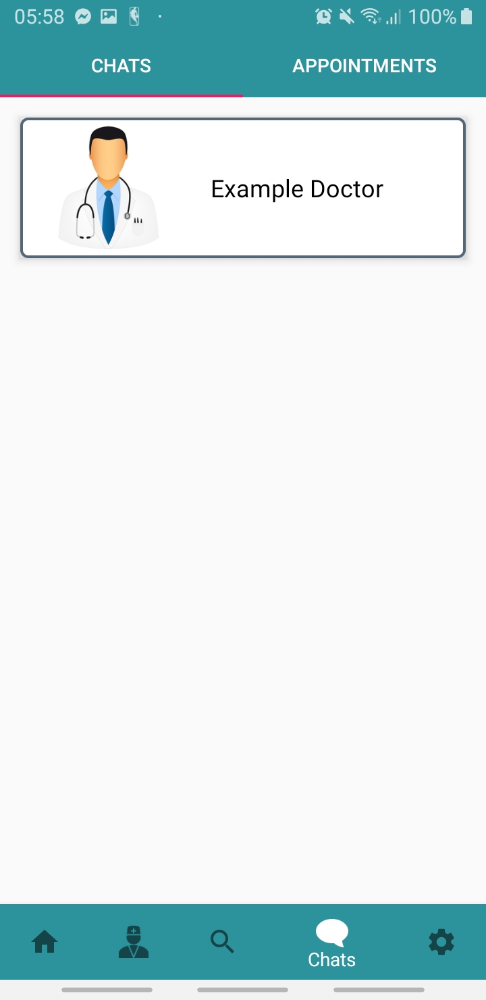 05:58 100%
CHATS APPOINTMENTS
Example Doctor
Chats